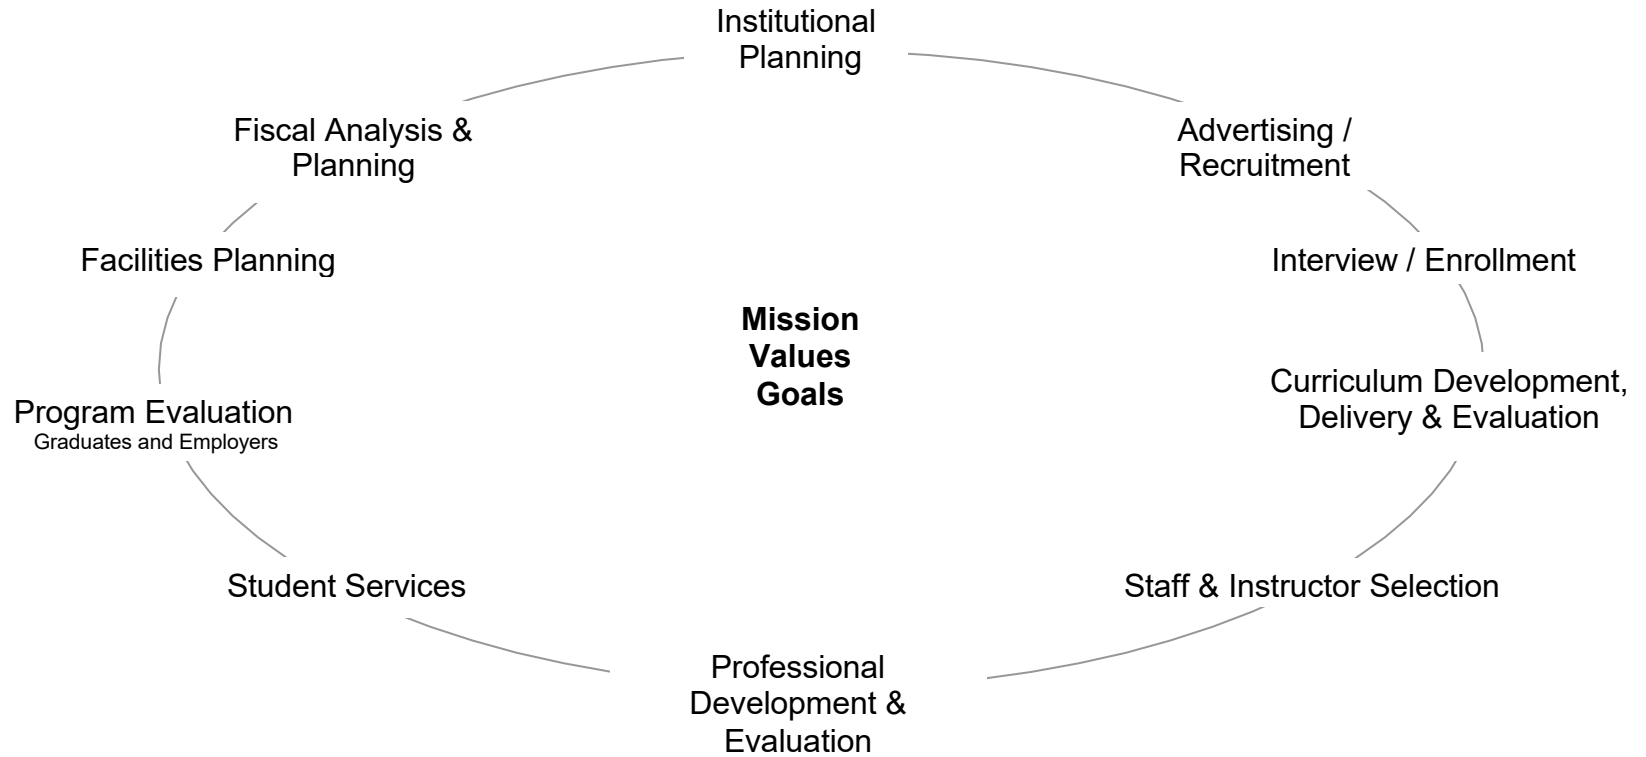 Institutional
Planning
Fiscal Analysis &
Planning
Advertising /
Recruitment
Facilities Planning
Interview / Enrollment
Mission
Values
Goals
Curriculum Development,
Delivery & Evaluation
Program Evaluation
Graduates and Employers
Student Services
Staff & Instructor Selection
Professional
Development &
Evaluation